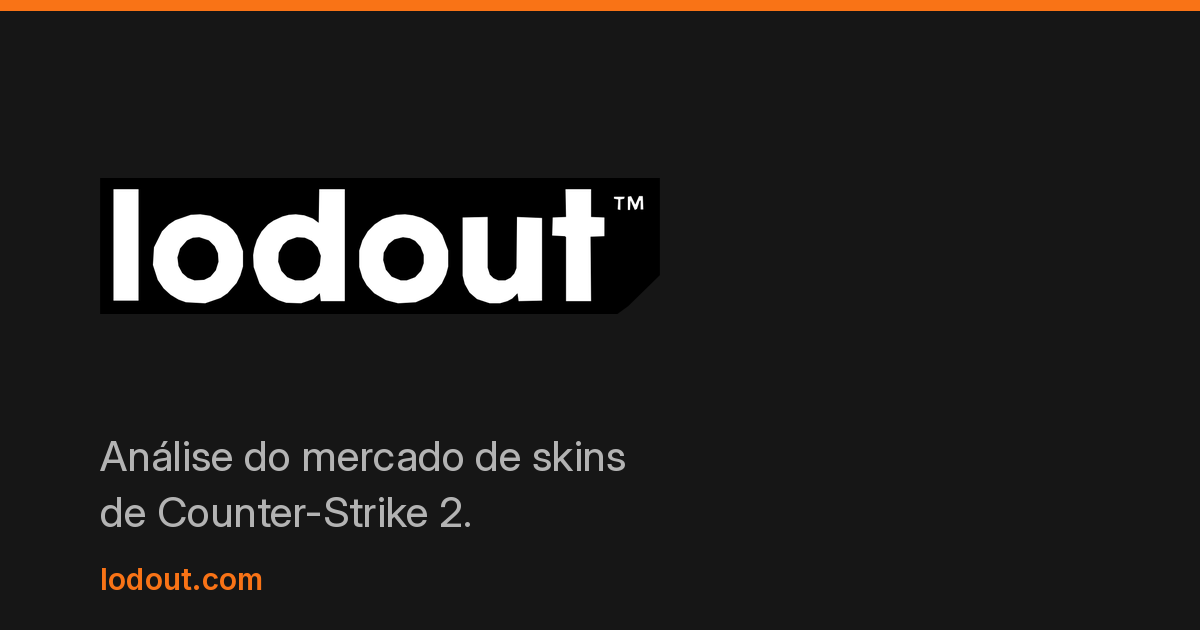 lodout™
Análise do mercado de skins
de Counter-Strike 2.
lodout.com